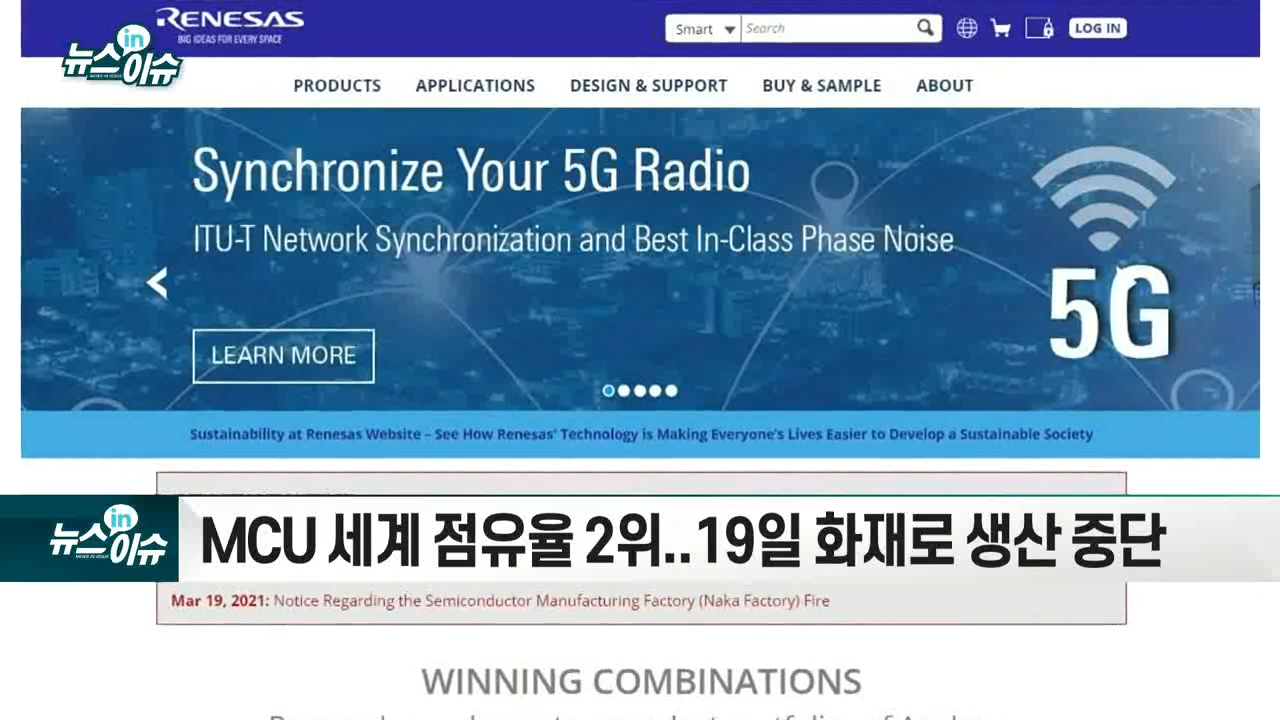 RENESAS
BIG IDEAS FOR EVERY SPACE
Smart
Search
LOG IN
in
뉴스이슈
PRODUCTS APPLICATIONS DESIGN & SUPPORT BUY & SAMPLE ABOUT
Synchronize Your 5G Radio
ITU-T Network Synchronization and Best In-Class Phase Noise
5G
LEARN MORE
Sustainability at Renesas Website – See How Renesas' Technology is Making Everyone's Lives Easier to Develop a Sustainable Society
in
뉴스이슈
MCU 세계 점유율 2위..19일 화재로 생산 중단
Mar 19, 2021: Notice Regarding the Semiconductor Manufacturing Factory (Naka Factory) Fire
WINNING COMBINATIONS